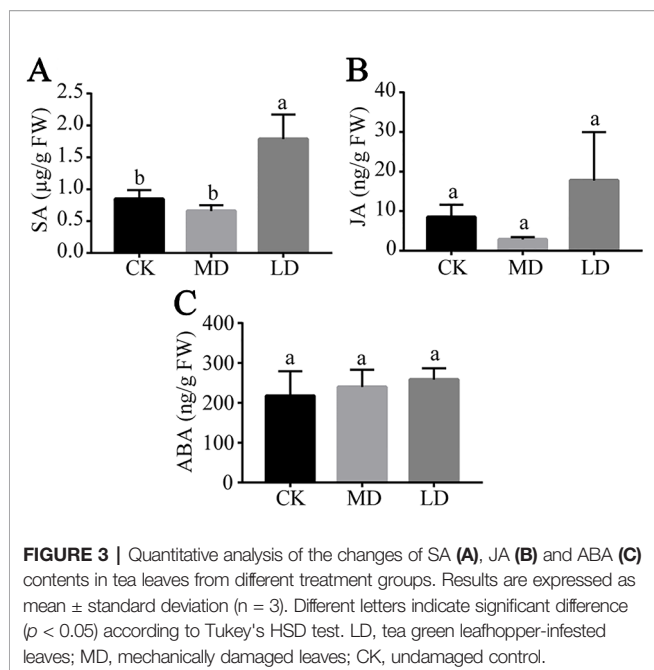 A
SA (μg/g FW)
2.5
2.0
1.5
1.0
0.5
0.0
b
b
a
CK MD LD
B
JA (ng/g FW)
40
30
20
10
0
a
a
a
CK MD LD
C
ABA (ng/g FW)
400
300
200
100
0
a
a
a
CK MD LD
FIGURE 3 | Quantitative analysis of the changes of SA (A), JA (B) and ABA (C)
contents in tea leaves from different treatment groups. Results are expressed as
mean ± standard deviation (n = 3). Different letters indicate significant difference
(p < 0.05) according to Tukey's HSD test. LD, tea green leafhopper-infested
leaves; MD, mechanically damaged leaves; CK, undamaged control.